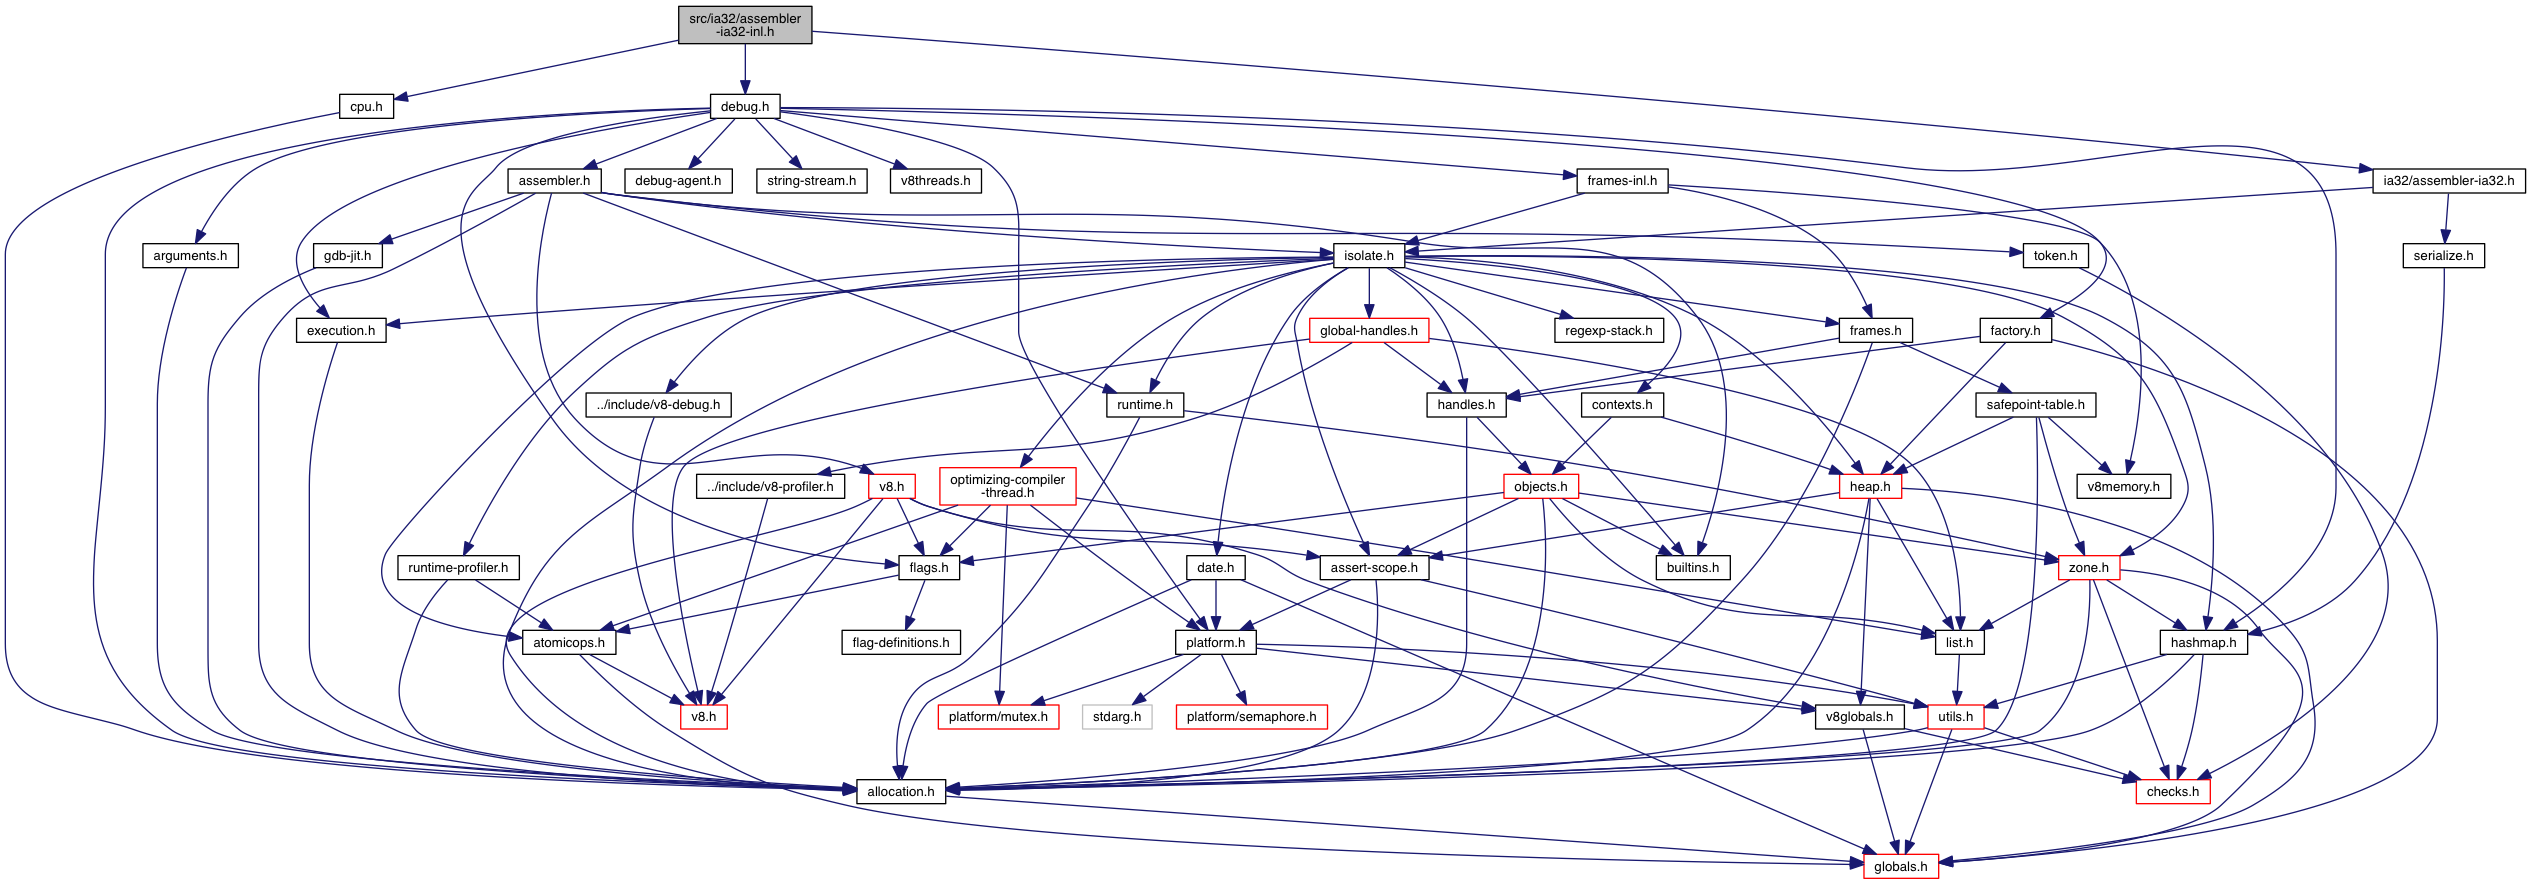 src/ia32/assembler
-ia32-inl.h
cpu.h
debug.h
assembler.h
debug-agent.h
string-stream.h
v8threads.h
frames-inl.h
ia32/assembler-ia32.h
arguments.h
gdb-jit.h
isolate.h
token.h
serialize.h
execution.h
global-handles.h
regexp-stack.h
frames.h
factory.h
../include/v8-debug.h
runtime.h
handles.h
contexts.h
safepoint-table.h
../include/v8-profiler.h
v8.h
optimizing-compiler
-thread.h
objects.h
heap.h
v8memory.h
runtime-profiler.h
flags.h
date.h
assert-scope.h
builtins.h
zone.h
atomicops.h
flag-definitions.h
platform.h
list.h
hashmap.h
v8.h
platform/mutex.h
stdarg.h
platform/semaphore.h
v8globals.h
utils.h
allocation.h
checks.h
globals.h